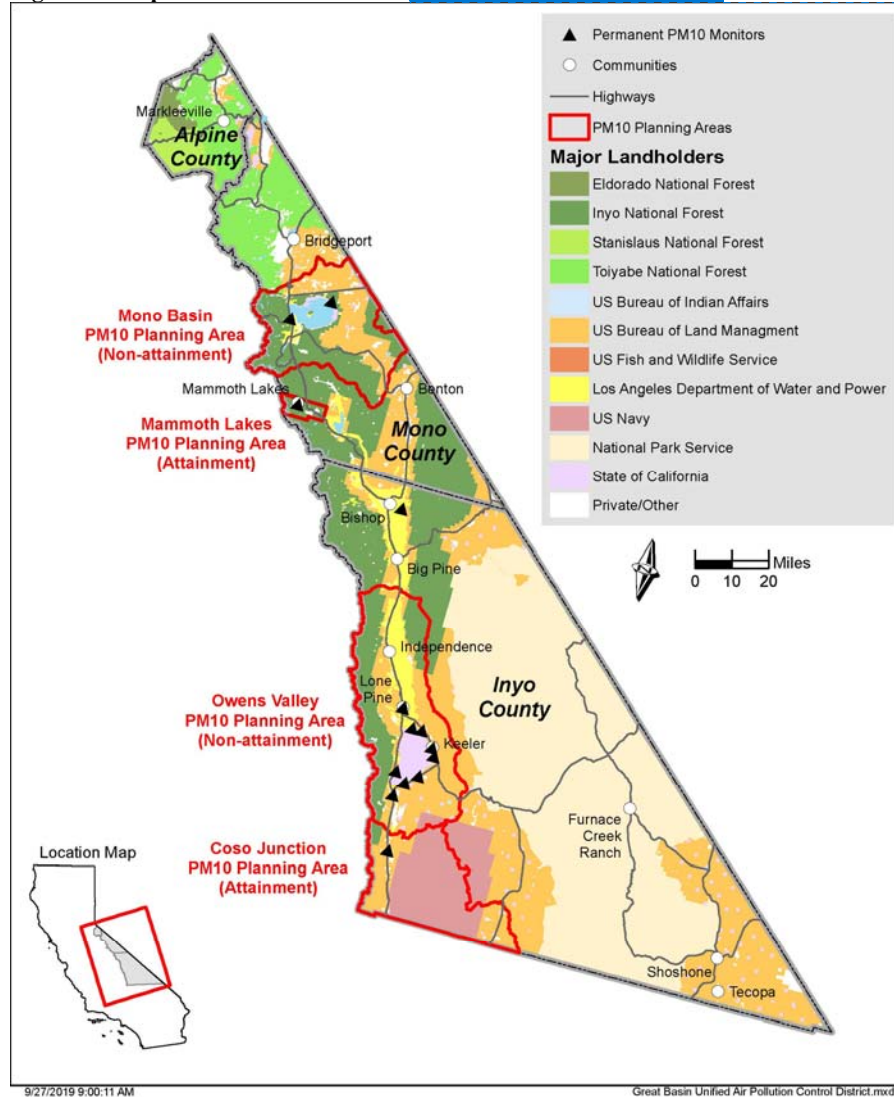 Permanent PM10 Monitors
Communities
Highways
PM10 Planning Areas
Major Landholders
Eldorado National Forest
Inyo National Forest
Stanislaus National Forest
Toiyabe National Forest
US Bureau of Indian Affairs
US Bureau of Land Managment
US Fish and Wildlife Service
Los Angeles Department of Water and Power
US Navy
National Park Service
State of California
Private/Other
Miles
0 10 20
Markleeville
Alpine
County
Bridgeport
Mono Basin
PM10 Planning Area
(Non-attainment)
Mammoth Lakes
Benton
Mammoth Lakes
PM10 Planning Area
(Attainment)
Mono
County
Bishop
Big Pine
Independence
Lone
Pine
Inyo
County
Owens Valley
PM10 Planning Area
(Non-attainment)
Keeler
Furnace
Creek
Ranch
Coso Junction
PM10 Planning Area
(Attainment)
Location Map
Shoshone
Tecopa
9/27/2019 9:00:11 AM
Great Basin Unified Air Pollution Control District.mxd